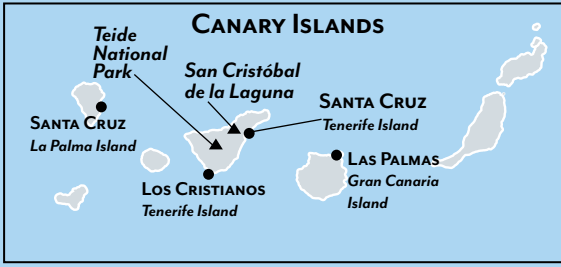 CANARY ISLANDS
Teide
National
Park
San Cristóbal
de la Laguna
SANTA CRUZ
La Palma Island
SANTA CRUZ
Tenerife Island
LOS CRISTIANOS
Tenerife Island
LAS PALMAS
Gran Canaria
Island